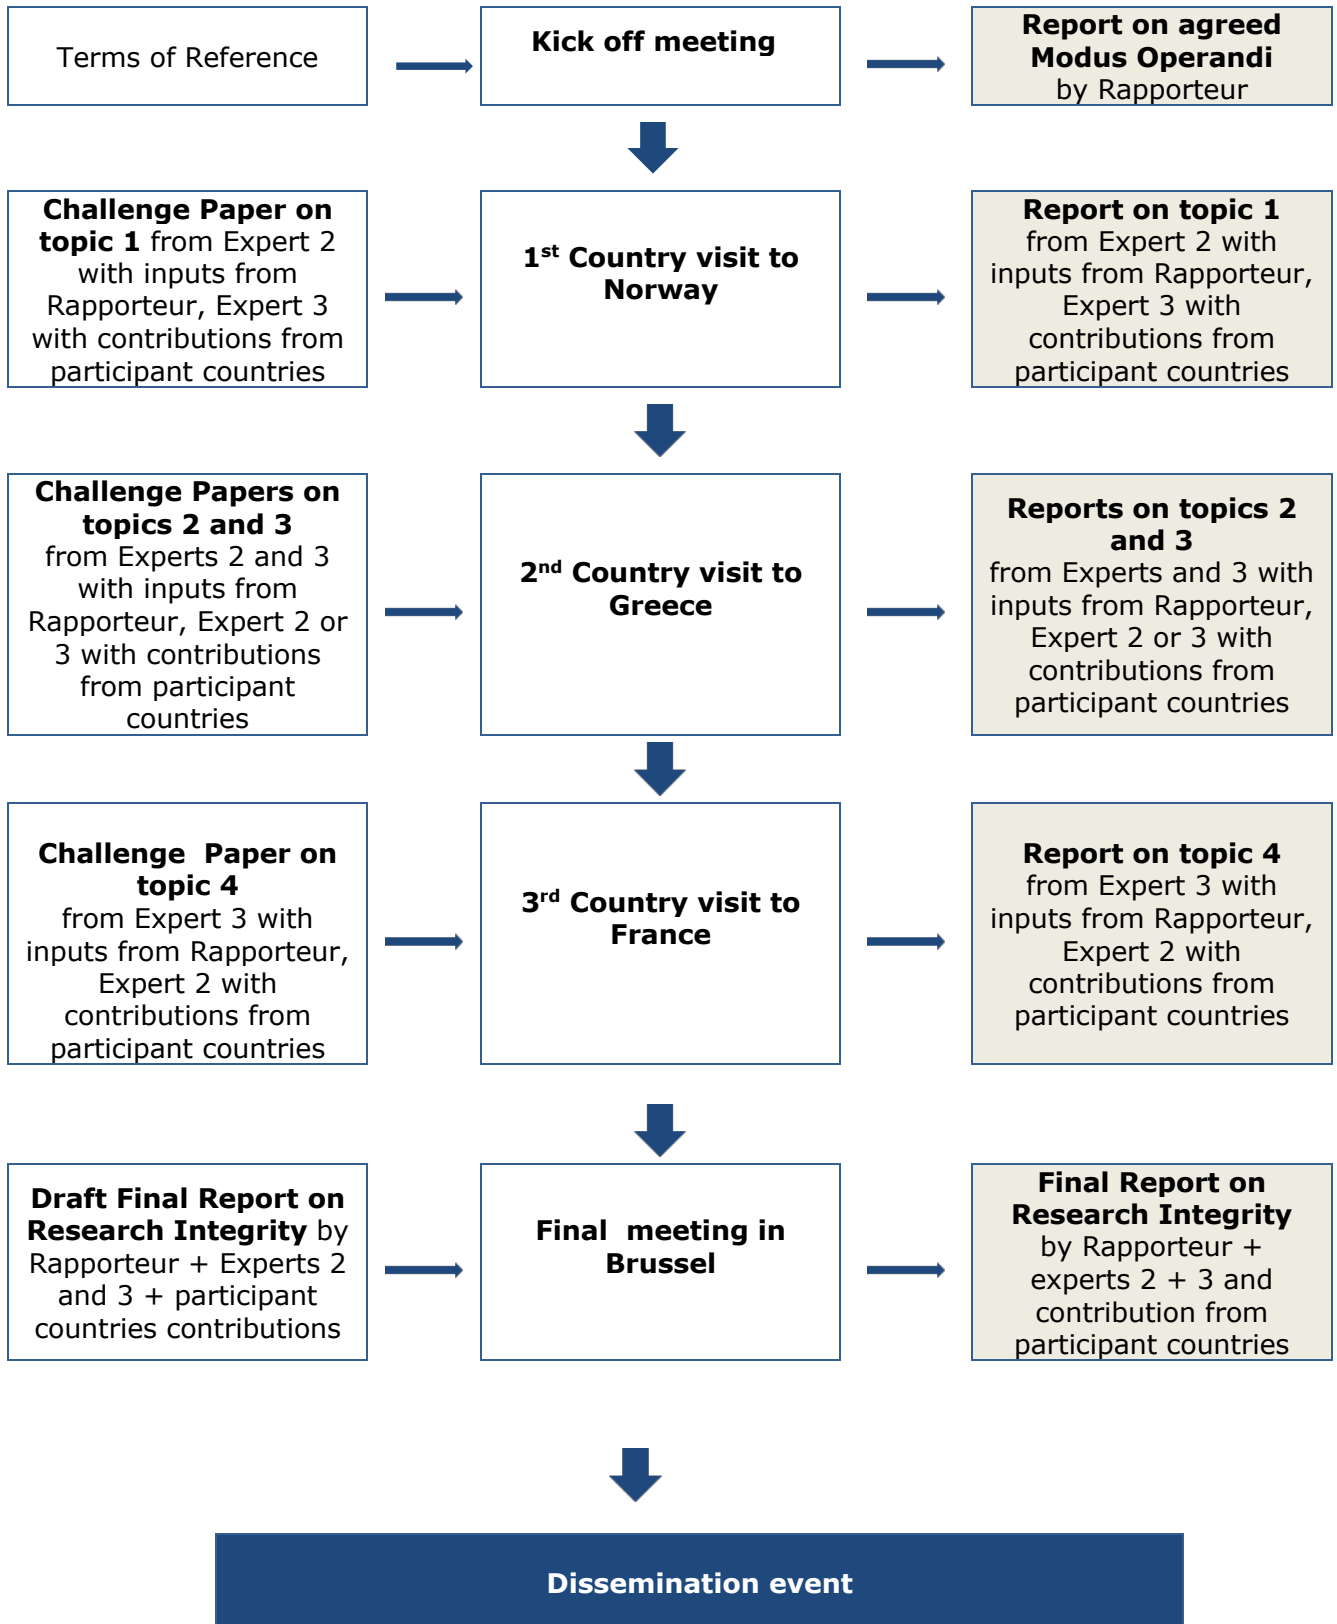 Terms of Reference
Kick off meeting
Report on agreed
Modus Operandi
by Rapporteur
Challenge Paper on
topic 1 from Expert 2
with inputs from
Rapporteur, Expert 3
with contributions from
participant countries
1st Country visit to
Norway
Report on topic 1
from Expert 2 with
inputs from Rapporteur,
Expert 3 with
contributions from
participant countries
Challenge Papers on
topics 2 and 3
from Experts 2 and 3
with inputs from
Rapporteur, Expert 2 or
3 with contributions
from participant
countries
2nd Country visit to
Greece
Reports on topics 2
and 3
from Experts and 3 with
inputs from Rapporteur,
Expert 2 or 3 with
contributions from
participant countries
Challenge  Paper on
topic 4
from Expert 3 with
inputs from Rapporteur,
Expert 2 with
contributions from
participant countries
3rd Country visit to
France
Report on topic 4
from Expert 3 with
inputs from Rapporteur,
Expert 2 with
contributions from
participant countries
Draft Final Report on
Research Integrity by
Rapporteur + Experts 2
and 3 + participant
countries contributions
Final  meeting in
Brussel
Final Report on
Research Integrity
by Rapporteur +
experts 2 + 3 and
contribution from
participant countries
Dissemination event